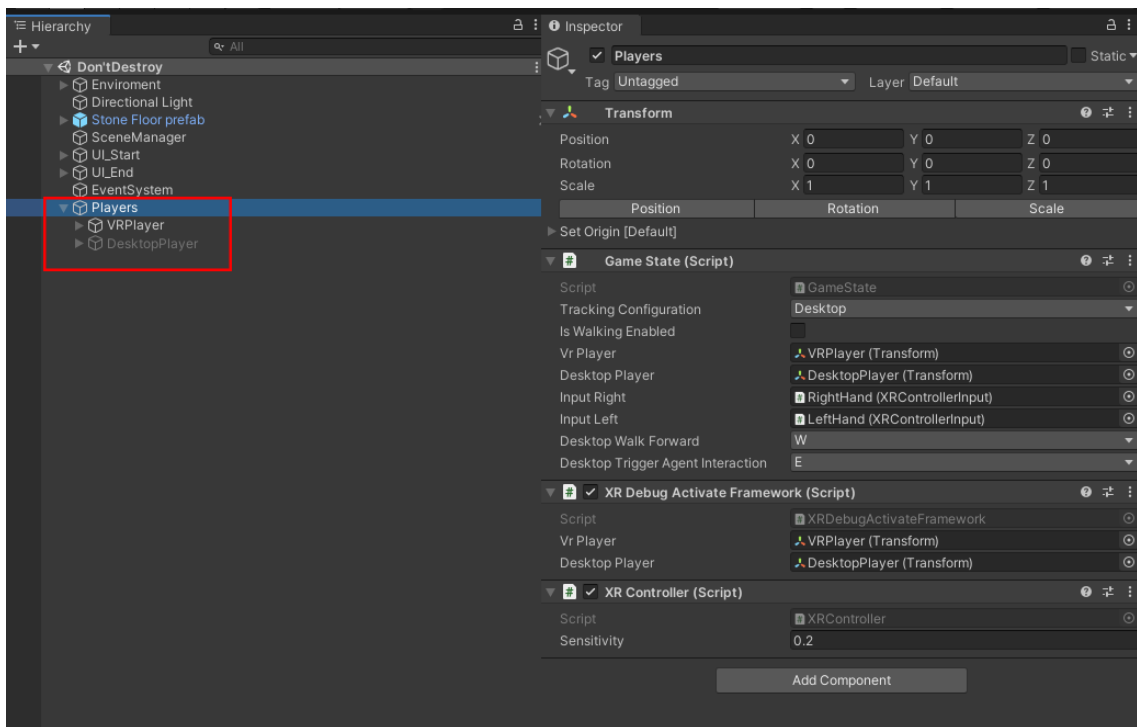 Hierarchy
All
Don'tDestroy
Enviroment
Directional Light
Stone Floor prefab
SceneManager
UI_Start
UI_End
EventSystem
Players
VRPlayer
DesktopPlayer
Inspector
Players Static
Tag Untagged Layer Default
Transform
Position X 0 Y 0 Z 0
Rotation X 0 Y 0 Z 0
Scale X 1 Y 1 Z 1
Position Rotation Scale
Set Origin [Default]
# Game State (Script)
Script # GameState
Tracking Configuration Desktop
Is Walking Enabled
Vr Player VRPlayer (Transform)
Desktop Player DesktopPlayer (Transform)
Input Right # RightHand (XRControllerInput)
Input Left # LeftHand (XRControllerInput)
Desktop Walk Forward W
Desktop Trigger Agent Interaction E
# XR Debug Activate Framework (Script)
Script # XRDebugActivateFramework
Vr Player VRPlayer (Transform)
Desktop Player DesktopPlayer (Transform)
# XR Controller (Script)
Script # XRController
Sensitivity 0.2
Add Component